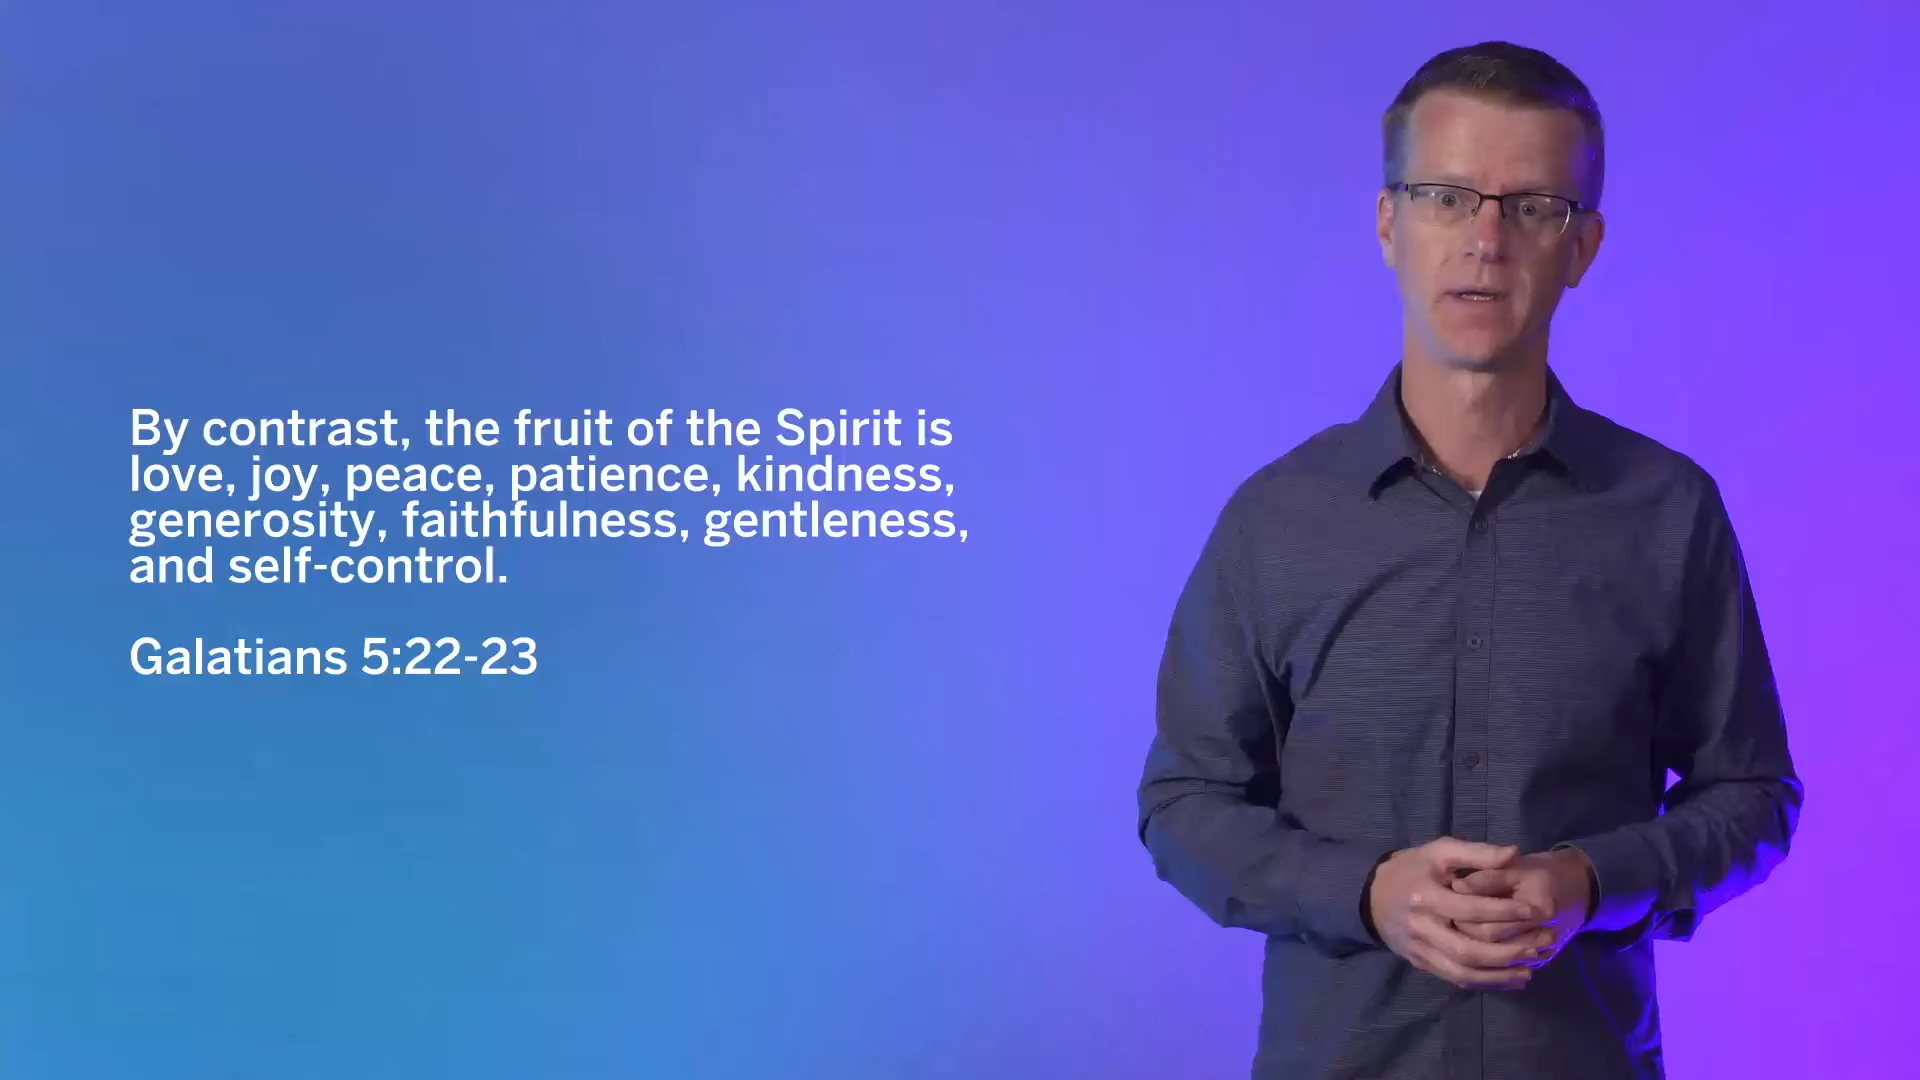 By contrast, the fruit of the Spirit is
love, joy, peace, patience, kindness,
generosity, faithfulness, gentleness,
and self-control.
Galatians 5:22-23